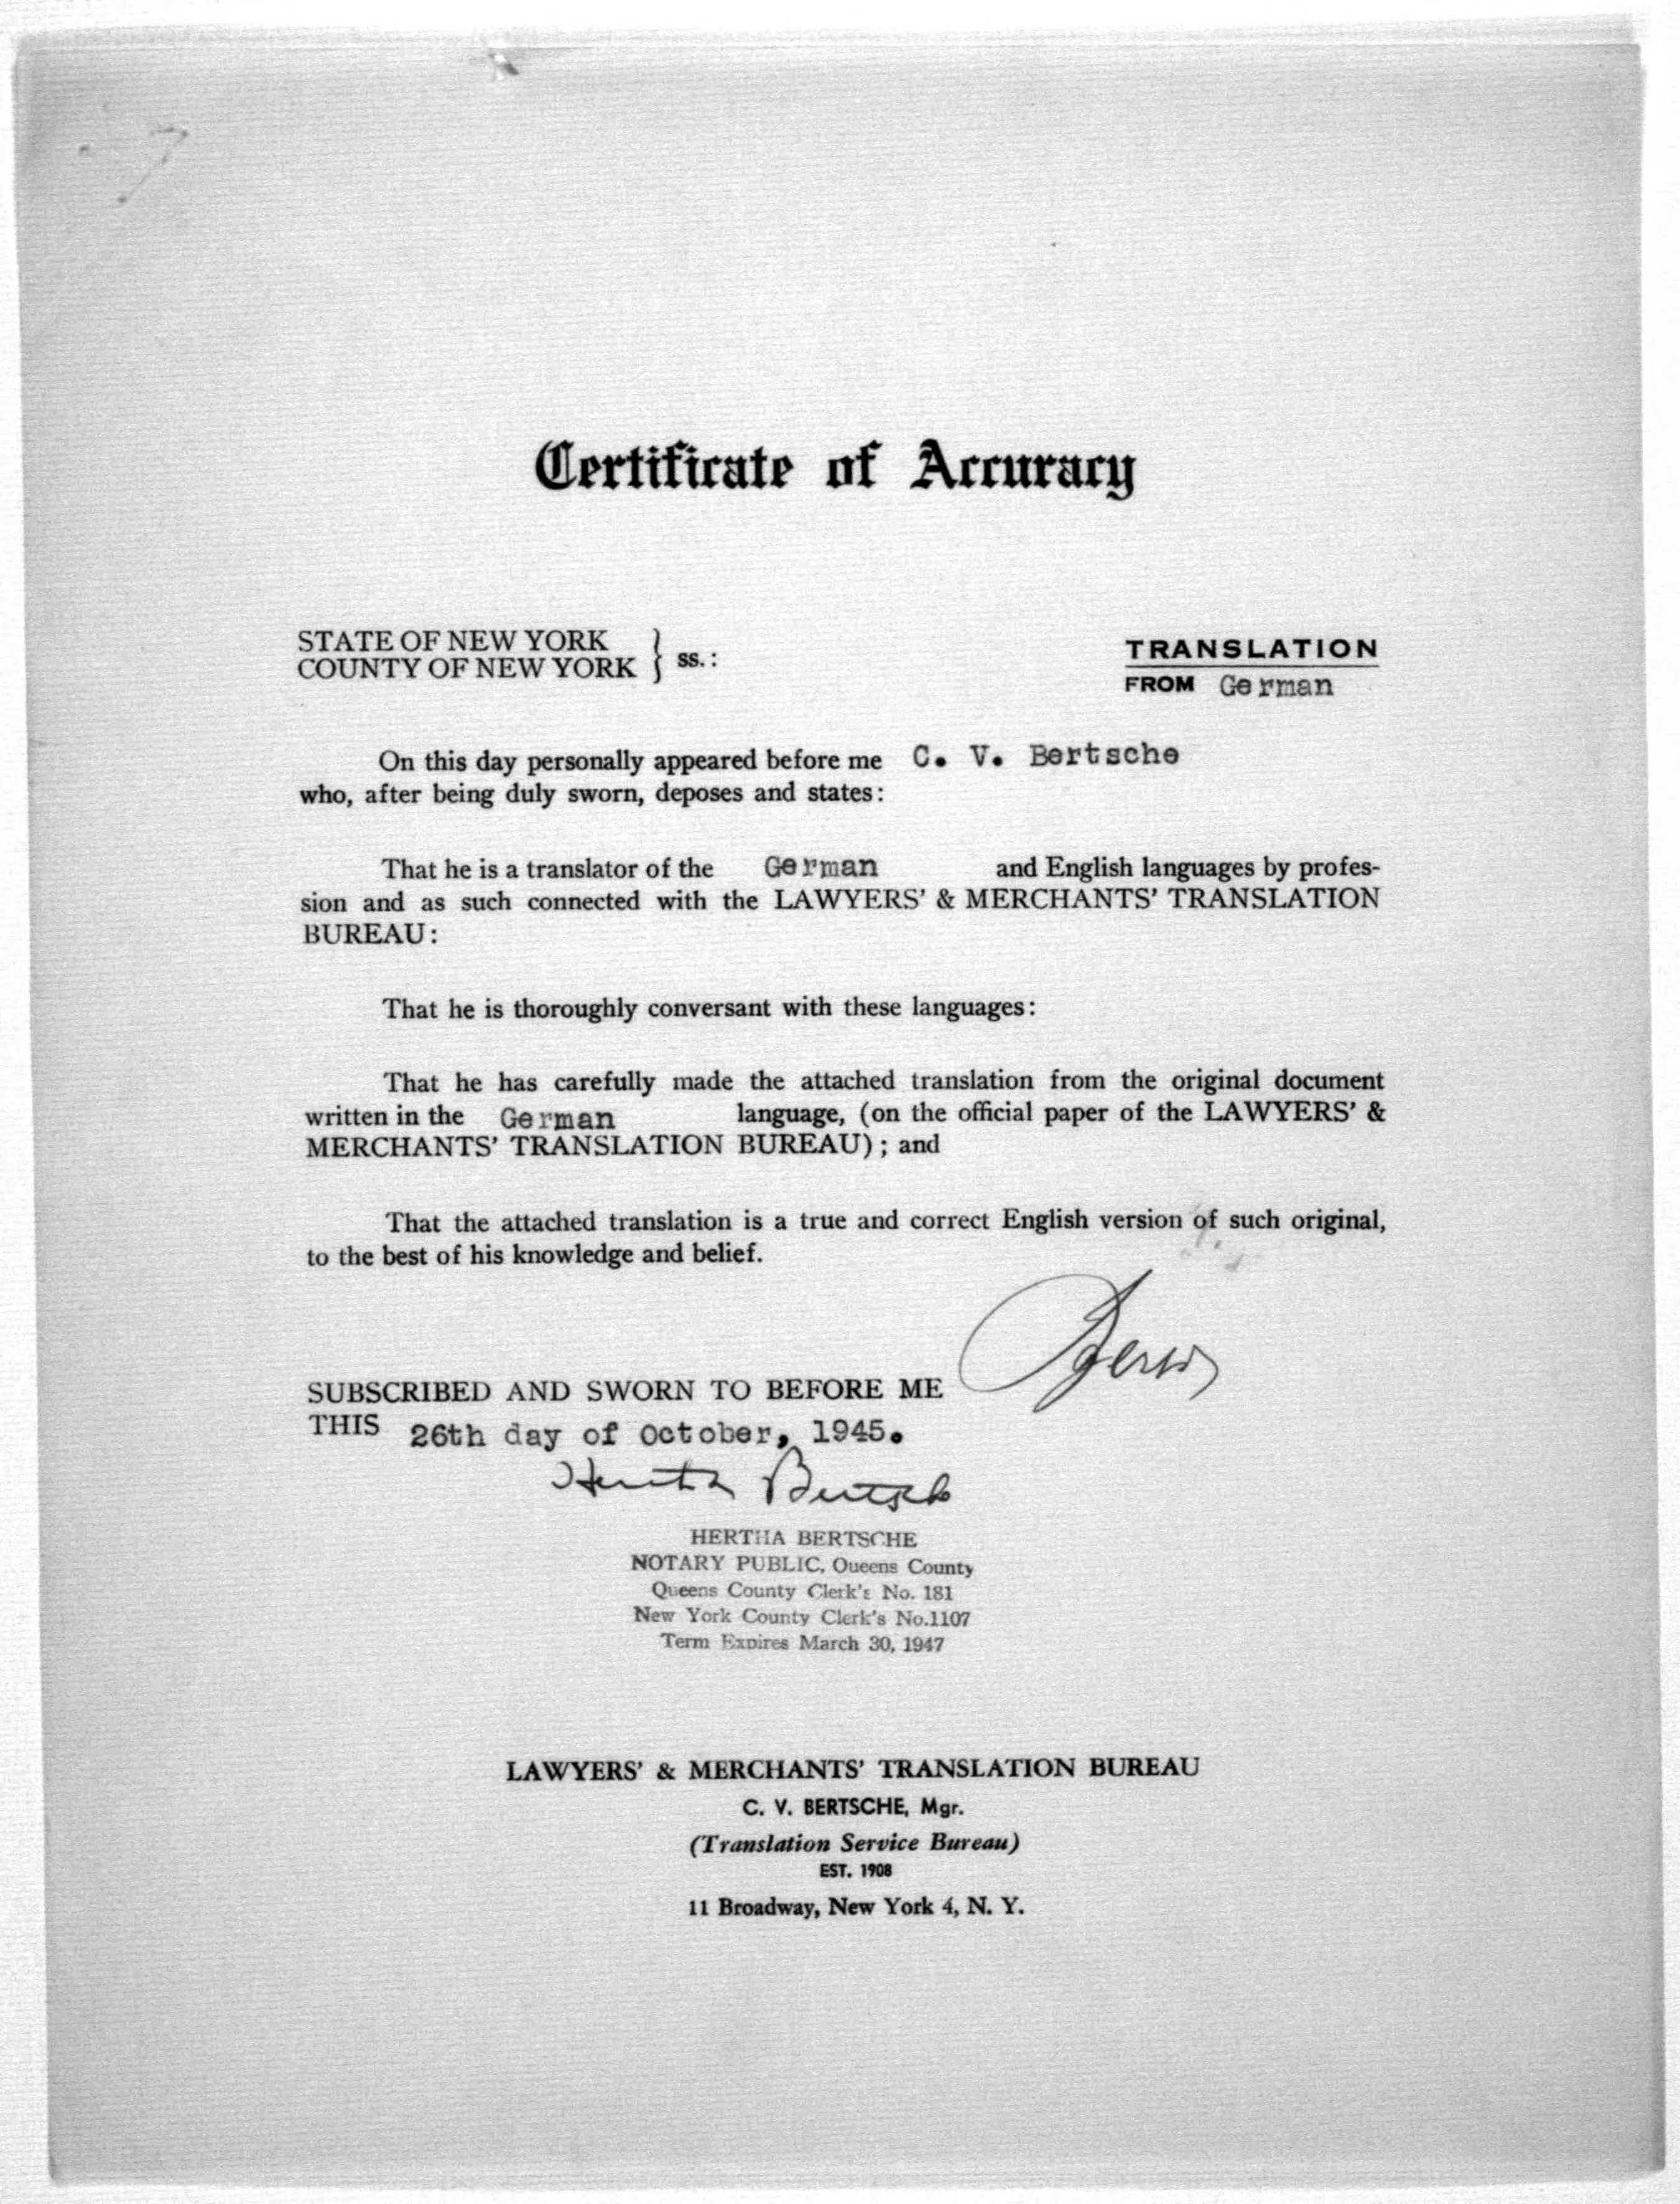 Certificate of Accuracy
STATE OF NEW YORK
COUNTY OF NEW YORK } ss.:
TRANSLATION
FROM German
On this day personally appeared before me C. V. Bertsche
who, after being duly sworn, deposes and states:
That he is a translator of the German and English languages by profes-
sion and as such connected with the LAWYERS' & MERCHANTS' TRANSLATION
BUREAU:
That he is thoroughly conversant with these languages:
That he has carefully made the attached translation from the original document
written in the German language, (on the official paper of the LAWYERS' &
MERCHANTS' TRANSLATION BUREAU); and
That the attached translation is a true and correct English version of such original,
to the best of his knowledge and belief.
SUBSCRIBED AND SWORN TO BEFORE ME
THIS 26th day of October, 1945.
Hertha Bertsche
HERTHA BERTSCHE
NOTARY PUBLIC, Queens County
Queens County Clerk's No. 181
New York County Clerk's No.1107
Term Expires March 30, 1947
LAWYERS' & MERCHANTS' TRANSLATION BUREAU
C. V. BERTSCHE, Mgr.
(Translation Service Bureau)
EST. 1908
11 Broadway, New York 4, N. Y.